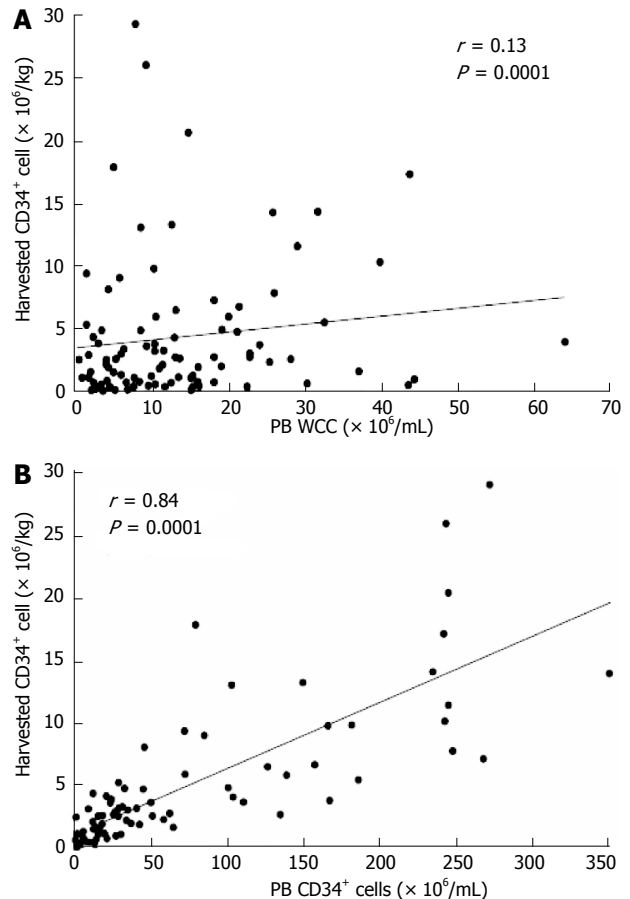 A
r = 0.13
P = 0.0001
Harvested CD34⁺ cell (× 10⁶/kg)
30
25
20
15
10
5
0
0 10 20 30 40 50 60 70
PB WCC (× 10⁶/mL)
B
r = 0.84
P = 0.0001
Harvested CD34⁺ cell (× 10⁶/kg)
30
25
20
15
10
5
0
0 50 100 150 200 250 300 350
PB CD34⁺ cells (× 10⁶/mL)